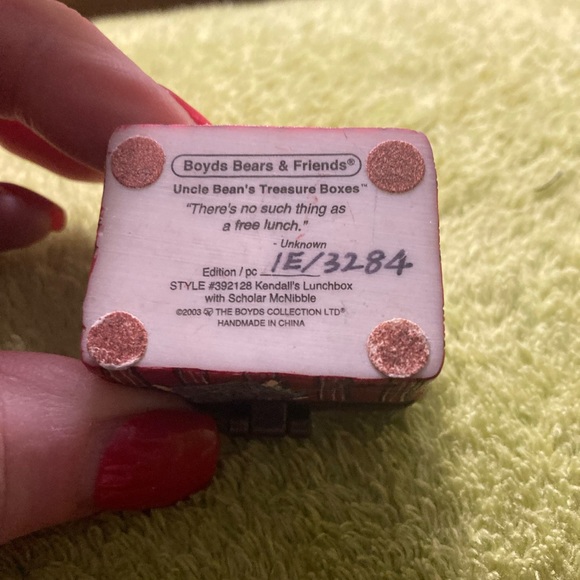 Boyds Bears & Friends®
Uncle Bean's Treasure Boxes™
"There's no such thing as
a free lunch."
- Unknown
Edition / pc 1E/3284
STYLE #392128 Kendall's Lunchbox
with Scholar McNibble
©2003 THE BOYDS COLLECTION LTD®
HANDMADE IN CHINA